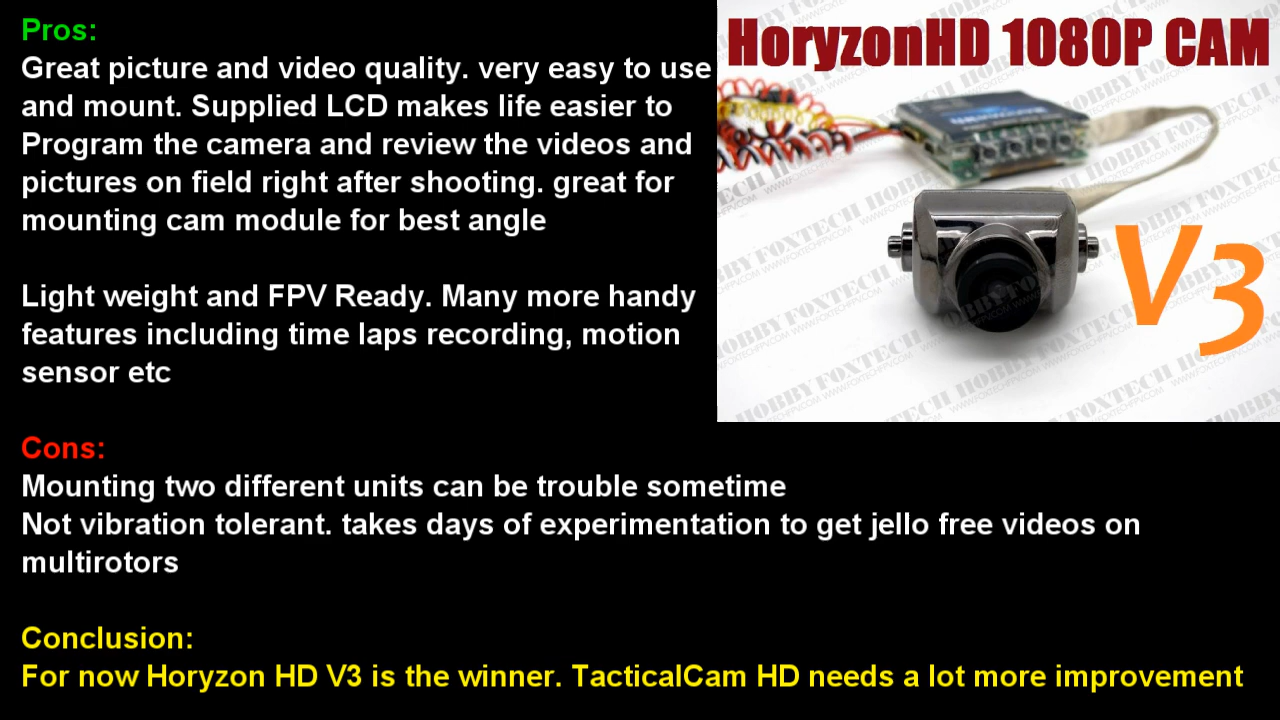 Pros:
Great picture and video quality. very easy to use
and mount. Supplied LCD makes life easier to
Program the camera and review the videos and
pictures on field right after shooting. great for
mounting cam module for best angle
Light weight and FPV Ready. Many more handy
features including time laps recording, motion
sensor etc
HoryzonHD 1080P CAM
V3
HOBBY FOXTECH
WWW.FOXTECHFPV.COM
Cons:
Mounting two different units can be trouble sometime
Not vibration tolerant. takes days of experimentation to get jello free videos on
multirotors
Conclusion:
For now Horyzon HD V3 is the winner. TacticalCam HD needs a lot more improvement